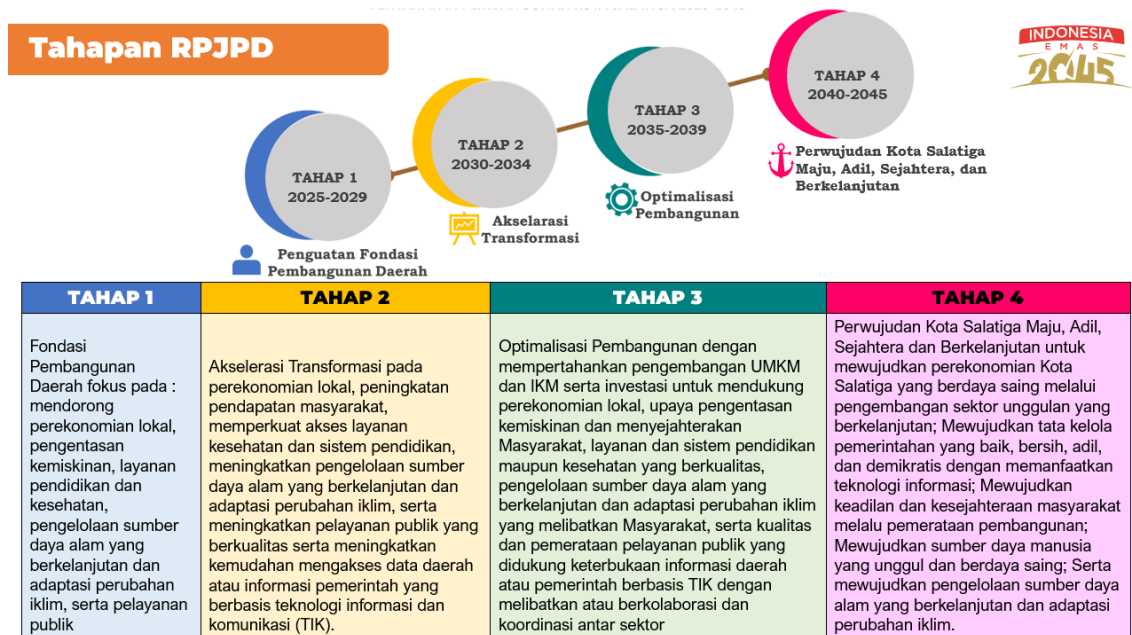 Tahapan RPJPD
INDONESIA
EMAS
2045
TAHAP 1
2025-2029
TAHAP 2
2030-2034
TAHAP 3
2035-2039
TAHAP 4
2040-2045
Penguatan Fondasi
Pembangunan Daerah
Akselarasi
Transformasi
Optimalisasi
Pembangunan
Perwujudan Kota Salatiga
Maju, Adil, Sejahtera, dan
Berkelanjutan
TAHAP 1
Fondasi
Pembangunan
Daerah fokus pada :
mendorong
perekonomian lokal,
pengentasan
kemiskinan, layanan
pendidikan dan
kesehatan,
pengelolaan sumber
daya alam yang
berkelanjutan dan
adaptasi perubahan
iklim, serta pelayanan
publik
TAHAP 2
Akselerasi Transformasi pada
perekonomian lokal, peningkatan
pendapatan masyarakat,
memperkuat akses layanan
kesehatan dan sistem pendidikan,
meningkatkan pengelolaan sumber
daya alam yang berkelanjutan dan
adaptasi perubahan iklim, serta
meningkatkan pelayanan publik yang
berkualitas serta meningkatkan
kemudahan mengakses data daerah
atau informasi pemerintah yang
berbasis teknologi informasi dan
komunikasi (TIK).
TAHAP 3
Optimalisasi Pembangunan dengan
mempertahankan pengembangan UMKM
dan IKM serta investasi untuk mendukung
perekonomian lokal, upaya pengentasan
kemiskinan dan menyejahterakan
Masyarakat, layanan dan sistem pendidikan
maupun kesehatan yang berkualitas,
pengelolaan sumber daya alam yang
berkelanjutan dan adaptasi perubahan iklim
yang melibatkan Masyarakat, serta kualitas
dan pemerataan pelayanan publik yang
didukung keterbukaan informasi daerah
atau pemerintah berbasis TIK dengan
melibatkan atau berkolaborasi dan
koordinasi antar sektor
TAHAP 4
Perwujudan Kota Salatiga Maju, Adil,
Sejahtera dan Berkelanjutan untuk
mewujudkan perekonomian Kota
Salatiga yang berdaya saing melalui
pengembangan sektor unggulan yang
berkelanjutan; Mewujudkan tata kelola
pemerintahan yang baik, bersih, adil,
dan demikratis dengan memanfaatkan
teknologi informasi; Mewujudkan
keadilan dan kesejahteraan masyarakat
melalu pemerataan pembangunan;
Mewujudkan sumber daya manusia
yang unggul dan berdaya saing; Serta
mewujudkan pengelolaan sumber daya
alam yang berkelanjutan dan adaptasi
perubahan iklim.